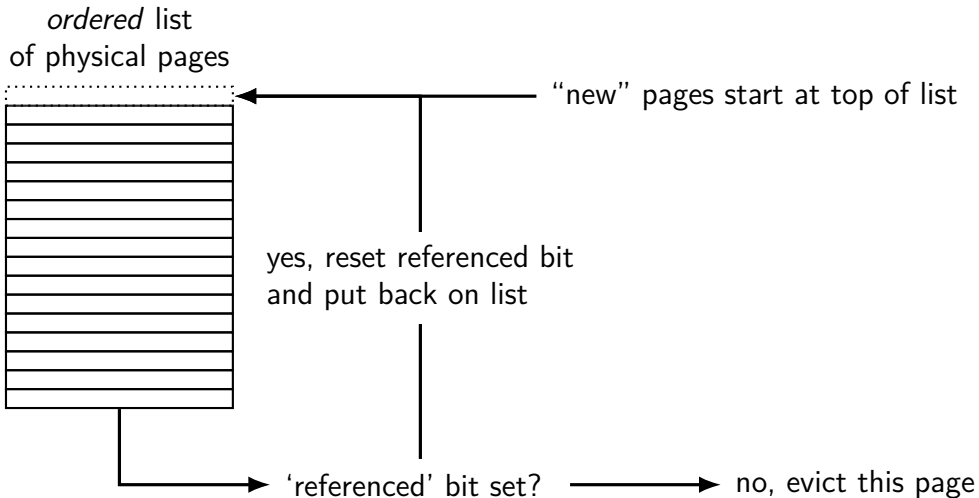 ordered list
of physical pages
“new” pages start at top of list
yes, reset referenced bit
and put back on list
‘referenced’ bit set?
no, evict this page